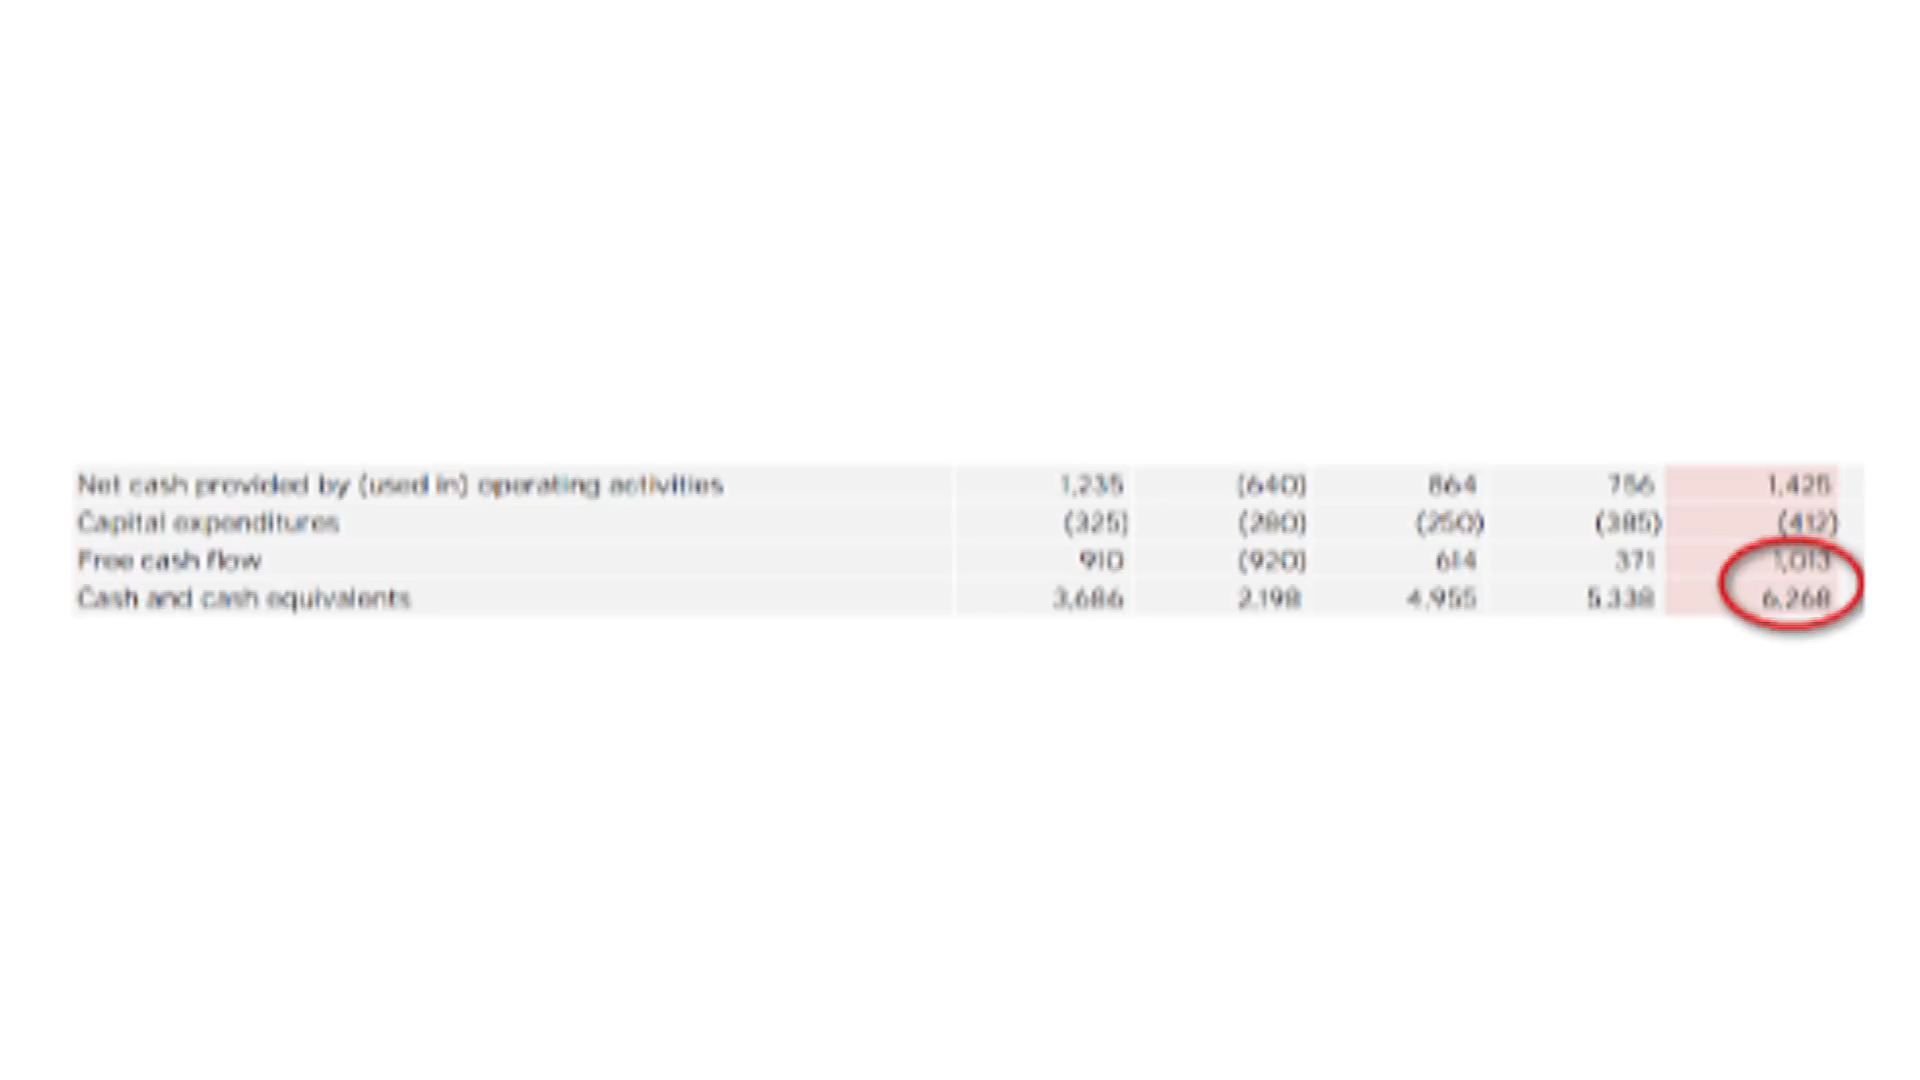 Net cash provided by (used in) operating activities 1,235 (640) 864 756 1,425
Capital expenditures (325) (280) (250) (385) (412)
Free cash flow 910 (920) 614 371 1,013
Cash and cash equivalents 3,686 2,198 4,955 5,338 6,268